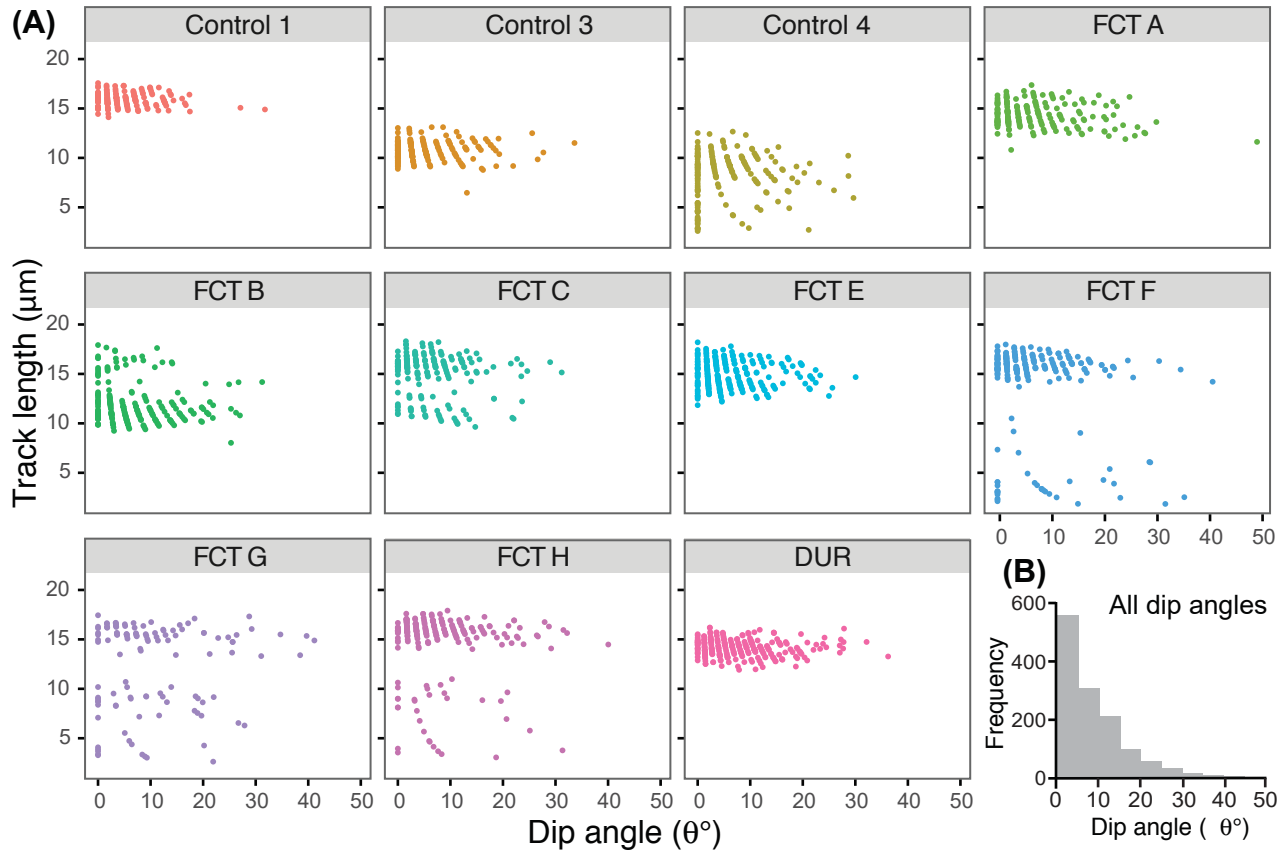 (A)
Control 1
Control 3
Control 4
FCT A
20
15
10
5
FCT B
FCT C
FCT E
FCT F
20
15
10
5
0 10 20 30 40 50
FCT G
FCT H
DUR
20
15
10
5
0 10 20 30 40 50
0 10 20 30 40 50
0 10 20 30 40 50
Track length (µm)
Dip angle (θ°)
(B)
All dip angles
600
400
200
0
Frequency
0 10 20 30 40 50
Dip angle ( θ°)